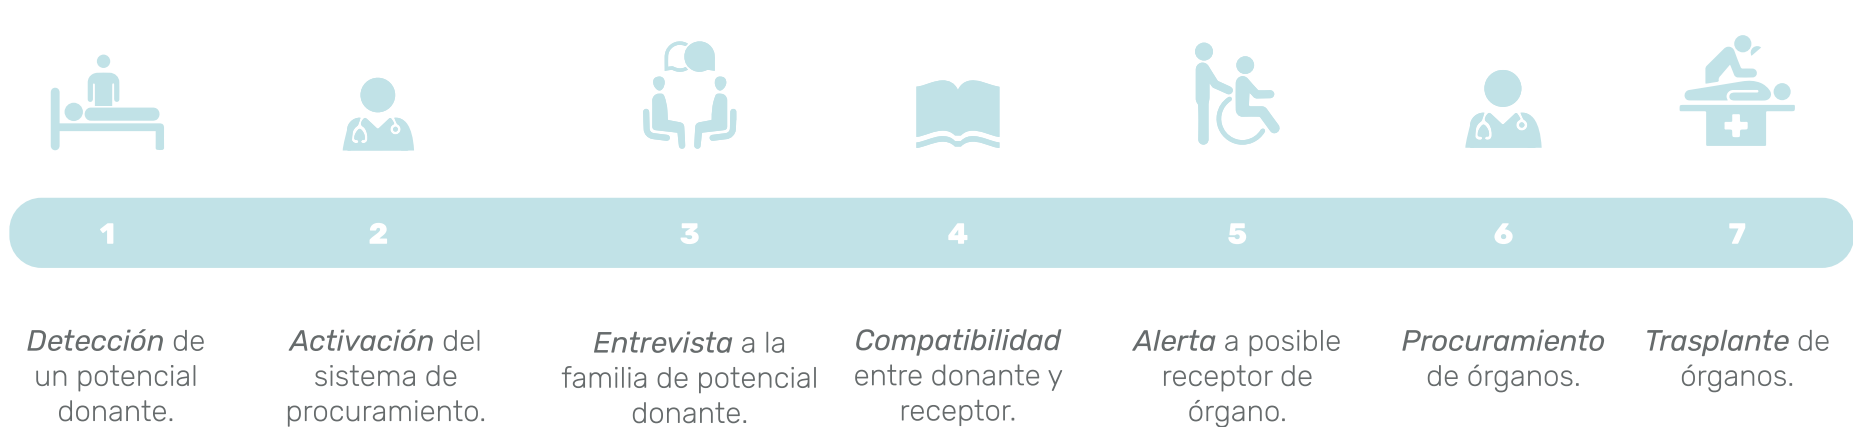 1
2
3
4
5
6
7
Detección de
un potencial
donante.
Activación del
sistema de
procuramiento.
Entrevista a la
familia de potencial
donante.
Compatibilidad
entre donante y
receptor.
Alerta a posible
receptor de
órgano.
Procuramiento
de órganos.
Trasplante de
órganos.